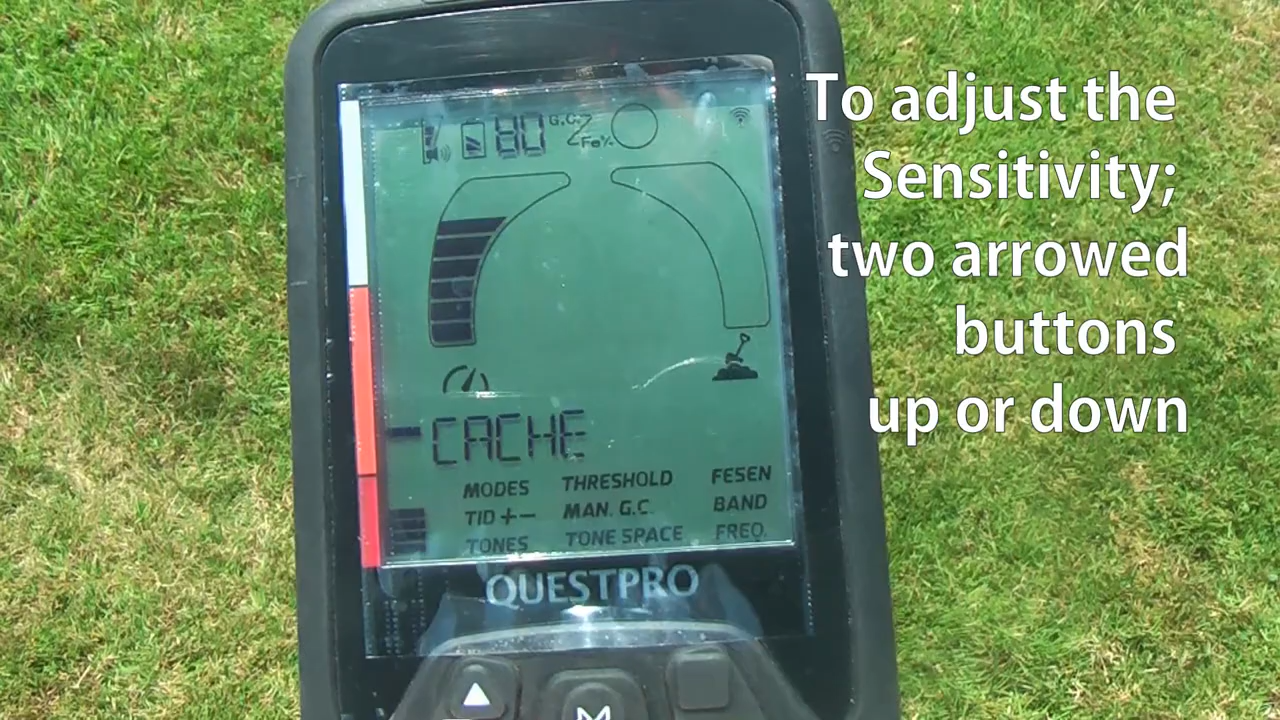 To adjust the
Sensitivity;
two arrowed
buttons
up or down
80 G.C. Fe%
CACHE
MODES THRESHOLD FESEN
TID +- MAN. G.C. BAND
TONES TONE SPACE FREQ.
QUESTPRO
M